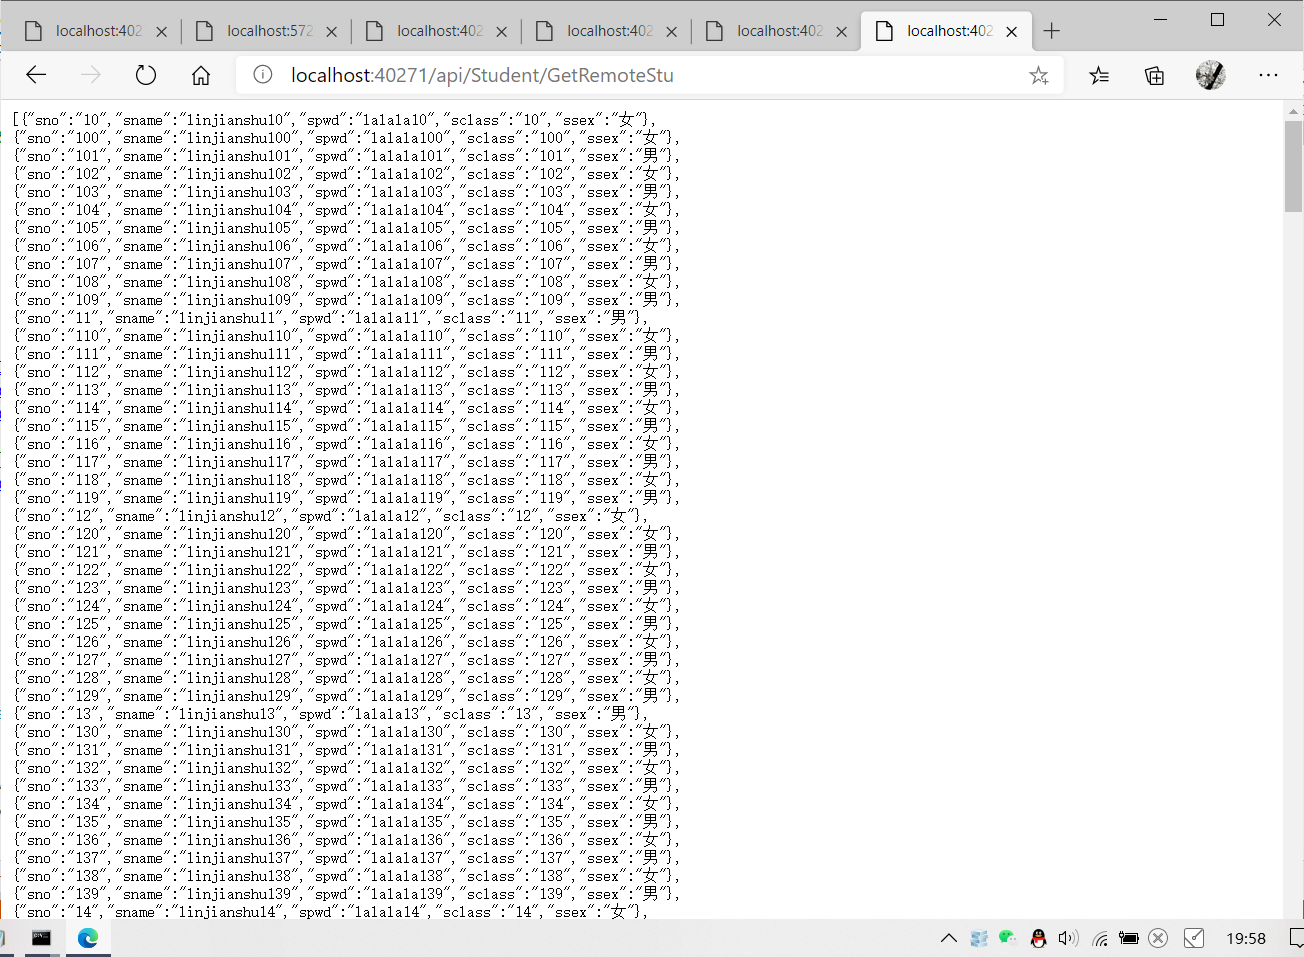 localhost:402
localhost:572
localhost:402
localhost:402
localhost:402
localhost:402
localhost:40271/api/Student/GetRemoteStu
[{"sno":"10","sname":"linjianshu10","spwd":"lalala10","sclass":"10","ssex":"女"},
{"sno":"100","sname":"linjianshu100","spwd":"lalala100","sclass":"100","ssex":"女"},
{"sno":"101","sname":"linjianshu101","spwd":"lalala101","sclass":"101","ssex":"男"},
{"sno":"102","sname":"linjianshu102","spwd":"lalala102","sclass":"102","ssex":"女"},
{"sno":"103","sname":"linjianshu103","spwd":"lalala103","sclass":"103","ssex":"男"},
{"sno":"104","sname":"linjianshu104","spwd":"lalala104","sclass":"104","ssex":"女"},
{"sno":"105","sname":"linjianshu105","spwd":"lalala105","sclass":"105","ssex":"男"},
{"sno":"106","sname":"linjianshu106","spwd":"lalala106","sclass":"106","ssex":"女"},
{"sno":"107","sname":"linjianshu107","spwd":"lalala107","sclass":"107","ssex":"男"},
{"sno":"108","sname":"linjianshu108","spwd":"lalala108","sclass":"108","ssex":"女"},
{"sno":"109","sname":"linjianshu109","spwd":"lalala109","sclass":"109","ssex":"男"},
{"sno":"11","sname":"linjianshu11","spwd":"lalala11","sclass":"11","ssex":"男"},
{"sno":"110","sname":"linjianshu110","spwd":"lalala110","sclass":"110","ssex":"女"},
{"sno":"111","sname":"linjianshu111","spwd":"lalala111","sclass":"111","ssex":"男"},
{"sno":"112","sname":"linjianshu112","spwd":"lalala112","sclass":"112","ssex":"女"},
{"sno":"113","sname":"linjianshu113","spwd":"lalala113","sclass":"113","ssex":"男"},
{"sno":"114","sname":"linjianshu114","spwd":"lalala114","sclass":"114","ssex":"女"},
{"sno":"115","sname":"linjianshu115","spwd":"lalala115","sclass":"115","ssex":"男"},
{"sno":"116","sname":"linjianshu116","spwd":"lalala116","sclass":"116","ssex":"女"},
{"sno":"117","sname":"linjianshu117","spwd":"lalala117","sclass":"117","ssex":"男"},
{"sno":"118","sname":"linjianshu118","spwd":"lalala118","sclass":"118","ssex":"女"},
{"sno":"119","sname":"linjianshu119","spwd":"lalala119","sclass":"119","ssex":"男"},
{"sno":"12","sname":"linjianshu12","spwd":"lalala12","sclass":"12","ssex":"女"},
{"sno":"120","sname":"linjianshu120","spwd":"lalala120","sclass":"120","ssex":"女"},
{"sno":"121","sname":"linjianshu121","spwd":"lalala121","sclass":"121","ssex":"男"},
{"sno":"122","sname":"linjianshu122","spwd":"lalala122","sclass":"122","ssex":"女"},
{"sno":"123","sname":"linjianshu123","spwd":"lalala123","sclass":"123","ssex":"男"},
{"sno":"124","sname":"linjianshu124","spwd":"lalala124","sclass":"124","ssex":"女"},
{"sno":"125","sname":"linjianshu125","spwd":"lalala125","sclass":"125","ssex":"男"},
{"sno":"126","sname":"linjianshu126","spwd":"lalala126","sclass":"126","ssex":"女"},
{"sno":"127","sname":"linjianshu127","spwd":"lalala127","sclass":"127","ssex":"男"},
{"sno":"128","sname":"linjianshu128","spwd":"lalala128","sclass":"128","ssex":"女"},
{"sno":"129","sname":"linjianshu129","spwd":"lalala129","sclass":"129","ssex":"男"},
{"sno":"13","sname":"linjianshu13","spwd":"lalala13","sclass":"13","ssex":"男"},
{"sno":"130","sname":"linjianshu130","spwd":"lalala130","sclass":"130","ssex":"女"},
{"sno":"131","sname":"linjianshu131","spwd":"lalala131","sclass":"131","ssex":"男"},
{"sno":"132","sname":"linjianshu132","spwd":"lalala132","sclass":"132","ssex":"女"},
{"sno":"133","sname":"linjianshu133","spwd":"lalala133","sclass":"133","ssex":"男"},
{"sno":"134","sname":"linjianshu134","spwd":"lalala134","sclass":"134","ssex":"女"},
{"sno":"135","sname":"linjianshu135","spwd":"lalala135","sclass":"135","ssex":"男"},
{"sno":"136","sname":"linjianshu136","spwd":"lalala136","sclass":"136","ssex":"女"},
{"sno":"137","sname":"linjianshu137","spwd":"lalala137","sclass":"137","ssex":"男"},
{"sno":"138","sname":"linjianshu138","spwd":"lalala138","sclass":"138","ssex":"女"},
{"sno":"139","sname":"linjianshu139","spwd":"lalala139","sclass":"139","ssex":"男"},
{"sno":"14","sname":"linjianshu14","spwd":"lalala14","sclass":"14","ssex":"女"},
19:58